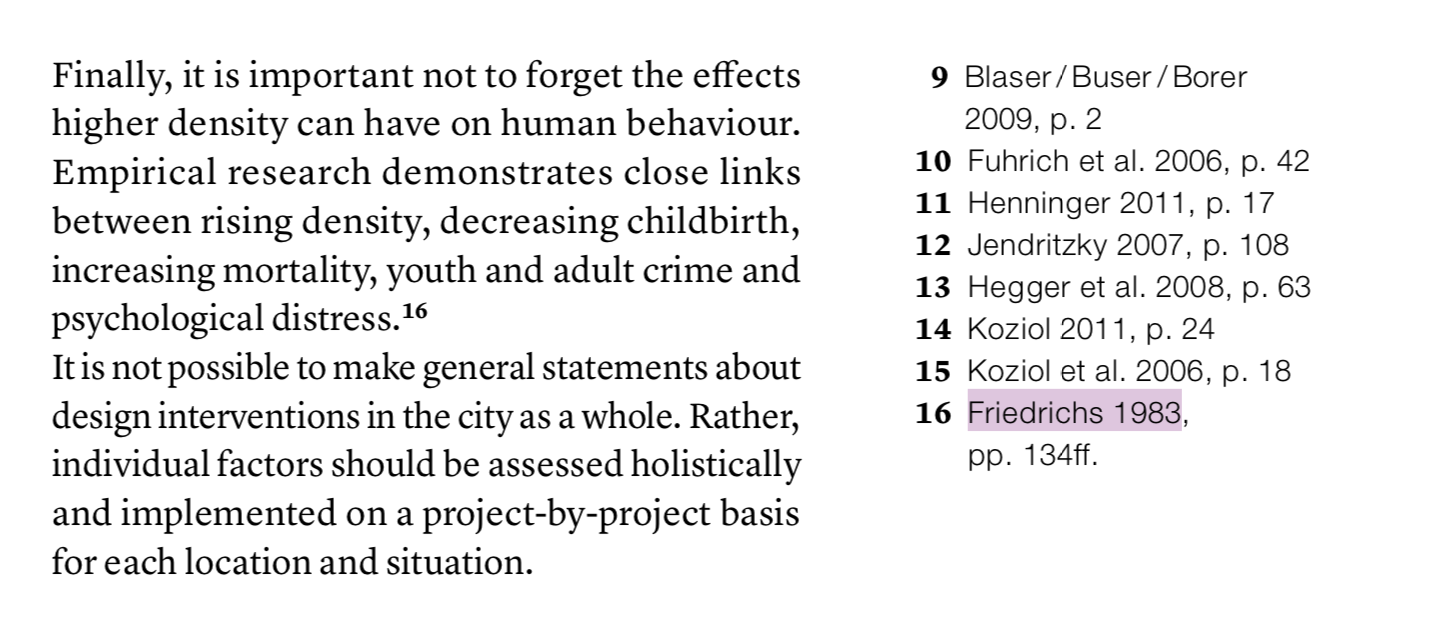 Finally, it is important not to forget the effects
higher density can have on human behaviour.
Empirical research demonstrates close links
between rising density, decreasing childbirth,
increasing mortality, youth and adult crime and
psychological distress.16
It is not possible to make general statements about
design interventions in the city as a whole. Rather,
individual factors should be assessed holistically
and implemented on a project-by-project basis
for each location and situation.
9 Blaser / Buser / Borer
2009, p. 2
10 Fuhrich et al. 2006, p. 42
11 Henninger 2011, p. 17
12 Jendritzky 2007, p. 108
13 Hegger et al. 2008, p. 63
14 Koziol 2011, p. 24
15 Koziol et al. 2006, p. 18
16 Friedrichs 1983,
pp. 134ff.